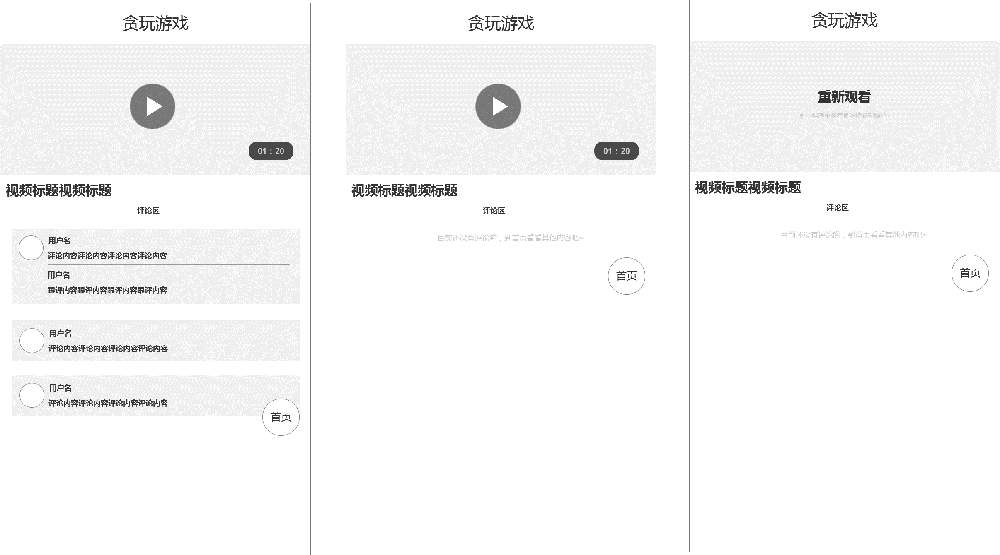 贪玩游戏
01：20
视频标题视频标题
评论区
用户名
评论内容评论内容评论内容评论内容
用户名
跟评内容跟评内容跟评内容跟评内容
用户名
评论内容评论内容评论内容评论内容
用户名
评论内容评论内容评论内容评论内容
首页
贪玩游戏
01：20
视频标题视频标题
评论区
目前还没有评论哟，到首页看看其他内容吧~
首页
贪玩游戏
重新观看
到小程序中观看更多精彩视频吧~
视频标题视频标题
评论区
目前还没有评论哟，到首页看看其他内容吧~
首页